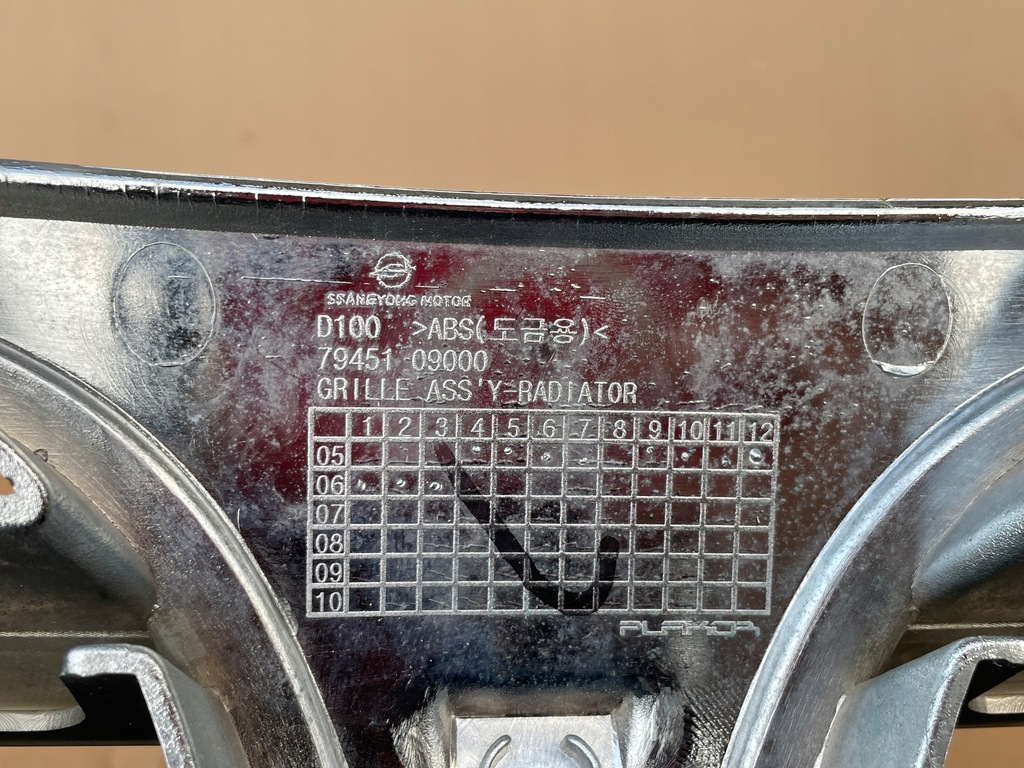 SSANGYONG MOTOR
D100 >ABS(도금용)<
79451 09000
GRILLE ASS'Y-RADIATOR
1 2 3 4 5 6 7 8 9 10 11 12
05
06
07
08
09
10
PLAKOR